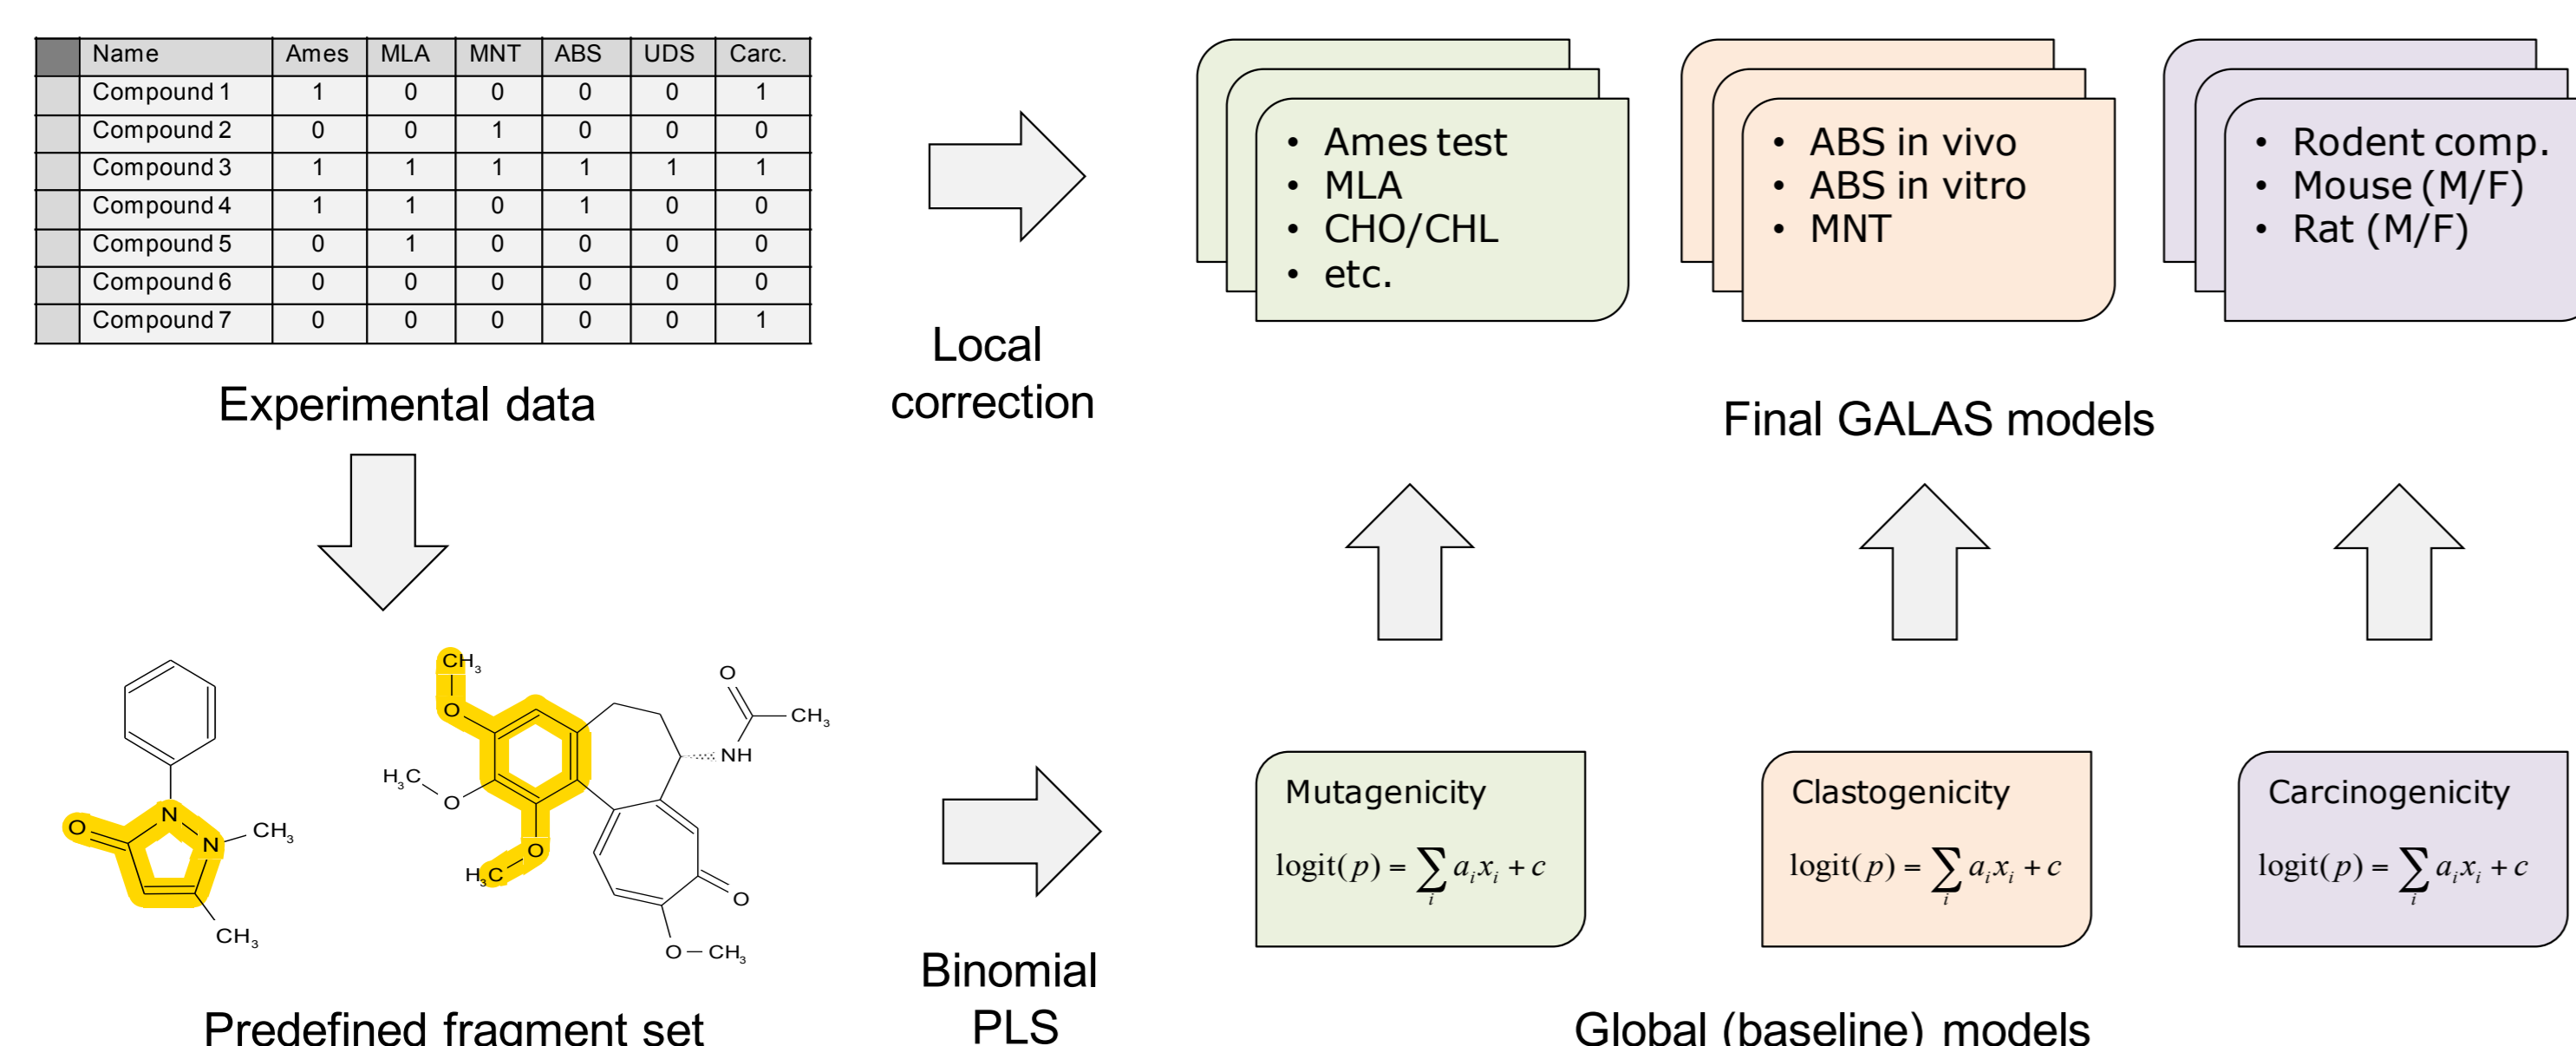 Name Ames MLA MNT ABS UDS Carc.
Compound 1 1 0 0 0 0 1
Compound 2 0 0 1 0 0 0
Compound 3 1 1 1 1 1 1
Compound 4 1 1 0 1 0 0
Compound 5 0 1 0 0 0 0
Compound 6 0 0 0 0 0 0
Compound 7 0 0 0 0 0 1
Experimental data
Local
correction
• Ames test
• MLA
• CHO/CHL
• etc.
• ABS in vivo
• ABS in vitro
• MNT
• Rodent comp.
• Mouse (M/F)
• Rat (M/F)
Final GALAS models
O
N
N
CH₃
CH₃
CH₃
O
H₃C
O
O
H₃C
O
CH₃
NH
O
O
CH₃
Predefined fragment set
Binomial
PLS
Mutagenicity
logit(p) = ∑ᵢ aᵢxᵢ + c
Clastogenicity
logit(p) = ∑ᵢ aᵢxᵢ + c
Carcinogenicity
logit(p) = ∑ᵢ aᵢxᵢ + c
Global (baseline) models